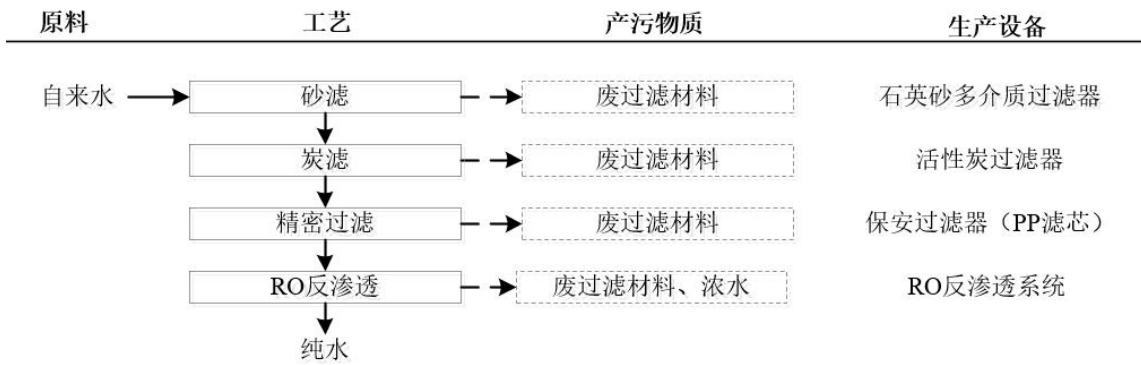 原料 工艺 产污物质 生产设备
自来水 砂滤 废过滤材料 石英砂多介质过滤器
炭滤 废过滤材料 活性炭过滤器
精密过滤 废过滤材料 保安过滤器（PP滤芯）
RO反渗透 废过滤材料、浓水 RO反渗透系统
纯水